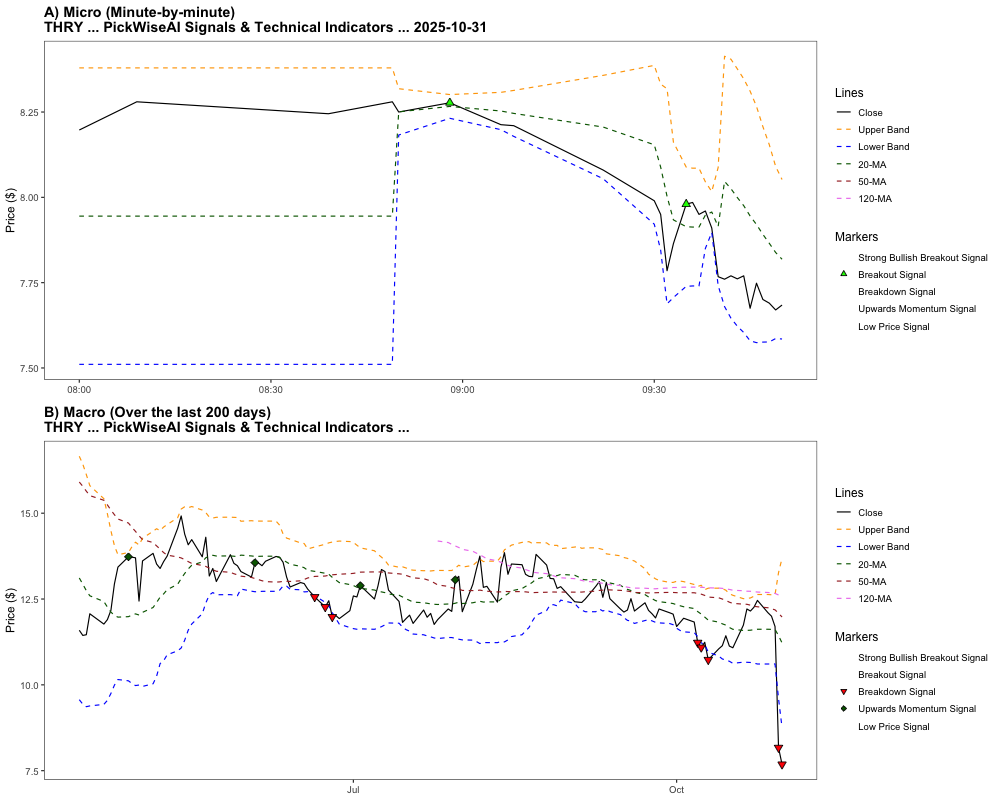 A) Micro (Minute-by-minute)
THRY ... PickWiseAI Signals & Technical Indicators ... 2025-10-31
Price ($)
8.25
8.00
7.75
7.50
08:00
08:30
09:00
09:30
Lines
Close
Upper Band
Lower Band
20-MA
50-MA
120-MA
Markers
Strong Bullish Breakout Signal
Breakout Signal
Breakdown Signal
Upwards Momentum Signal
Low Price Signal
B) Macro (Over the last 200 days)
THRY ... PickWiseAI Signals & Technical Indicators ...
Price ($)
15.0
12.5
10.0
7.5
Jul
Oct
Lines
Close
Upper Band
Lower Band
20-MA
50-MA
120-MA
Markers
Strong Bullish Breakout Signal
Breakout Signal
Breakdown Signal
Upwards Momentum Signal
Low Price Signal